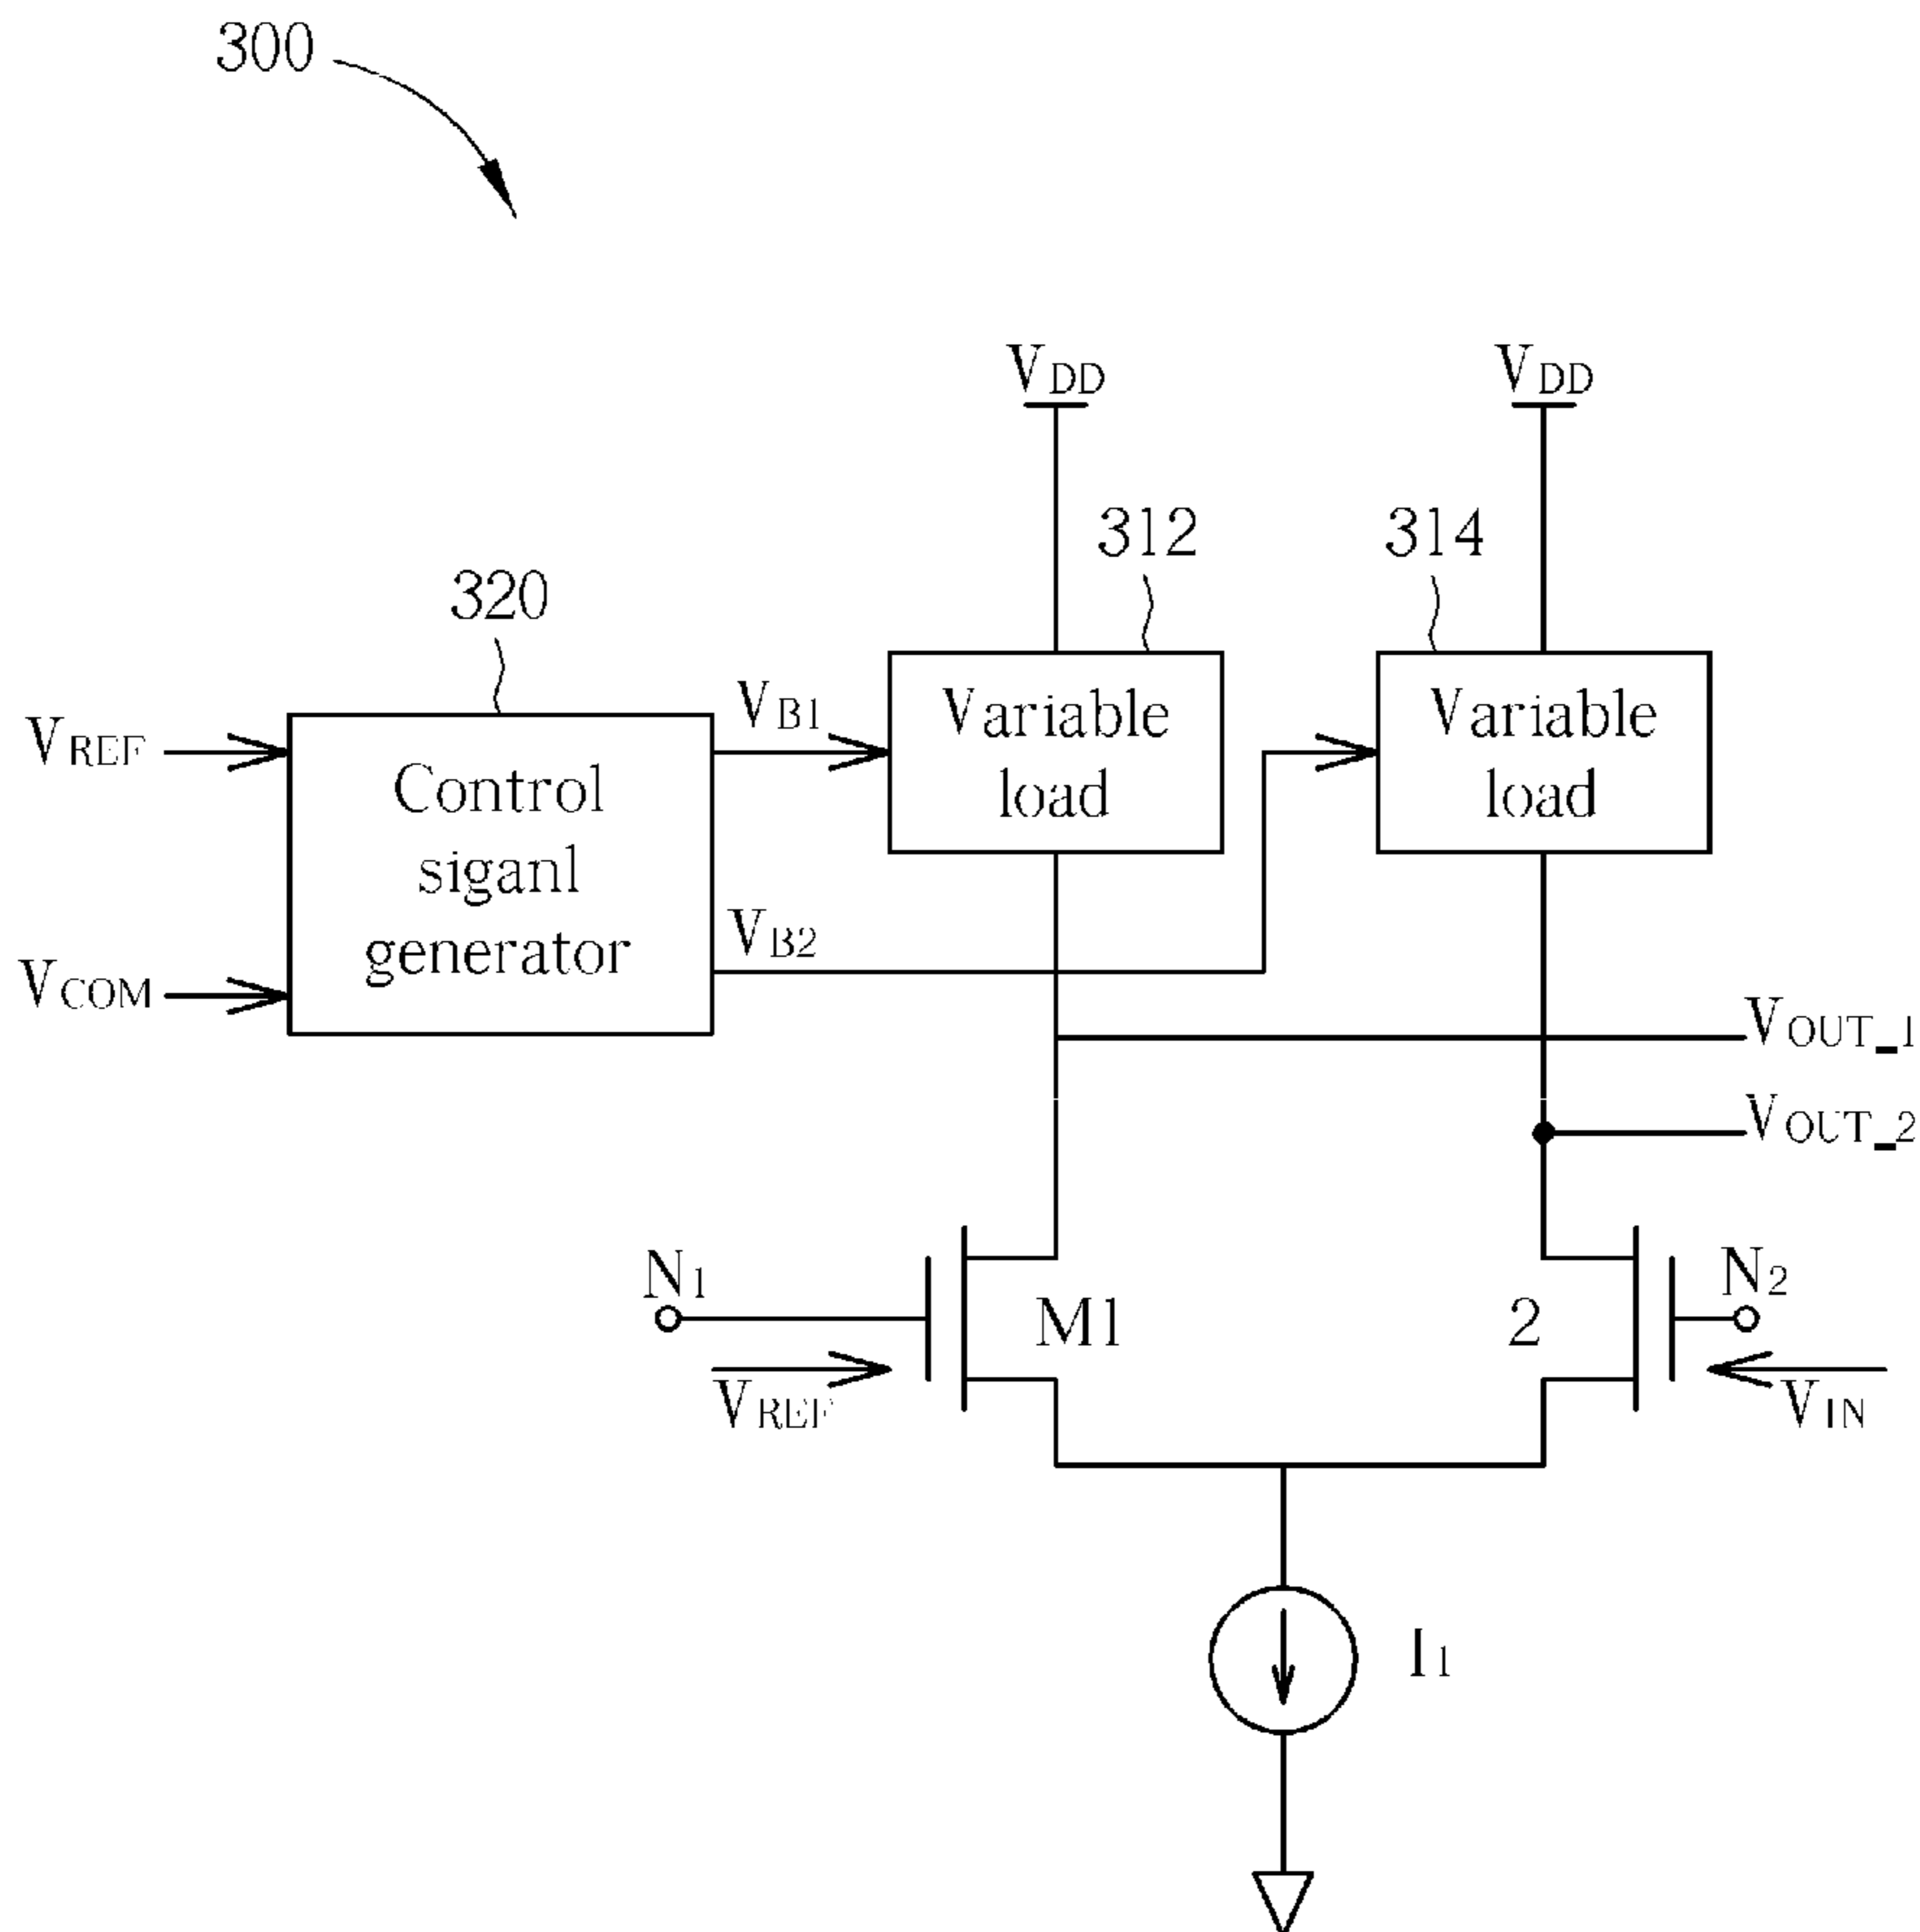 300
VDD
VDD
312
314
320
VREF
VCOM
Control
siganl
generator
VB1
VB2
Variable
load
Variable
load
VOUT_1
VOUT_2
N1
M1
VREF
2
N2
VIN
I1